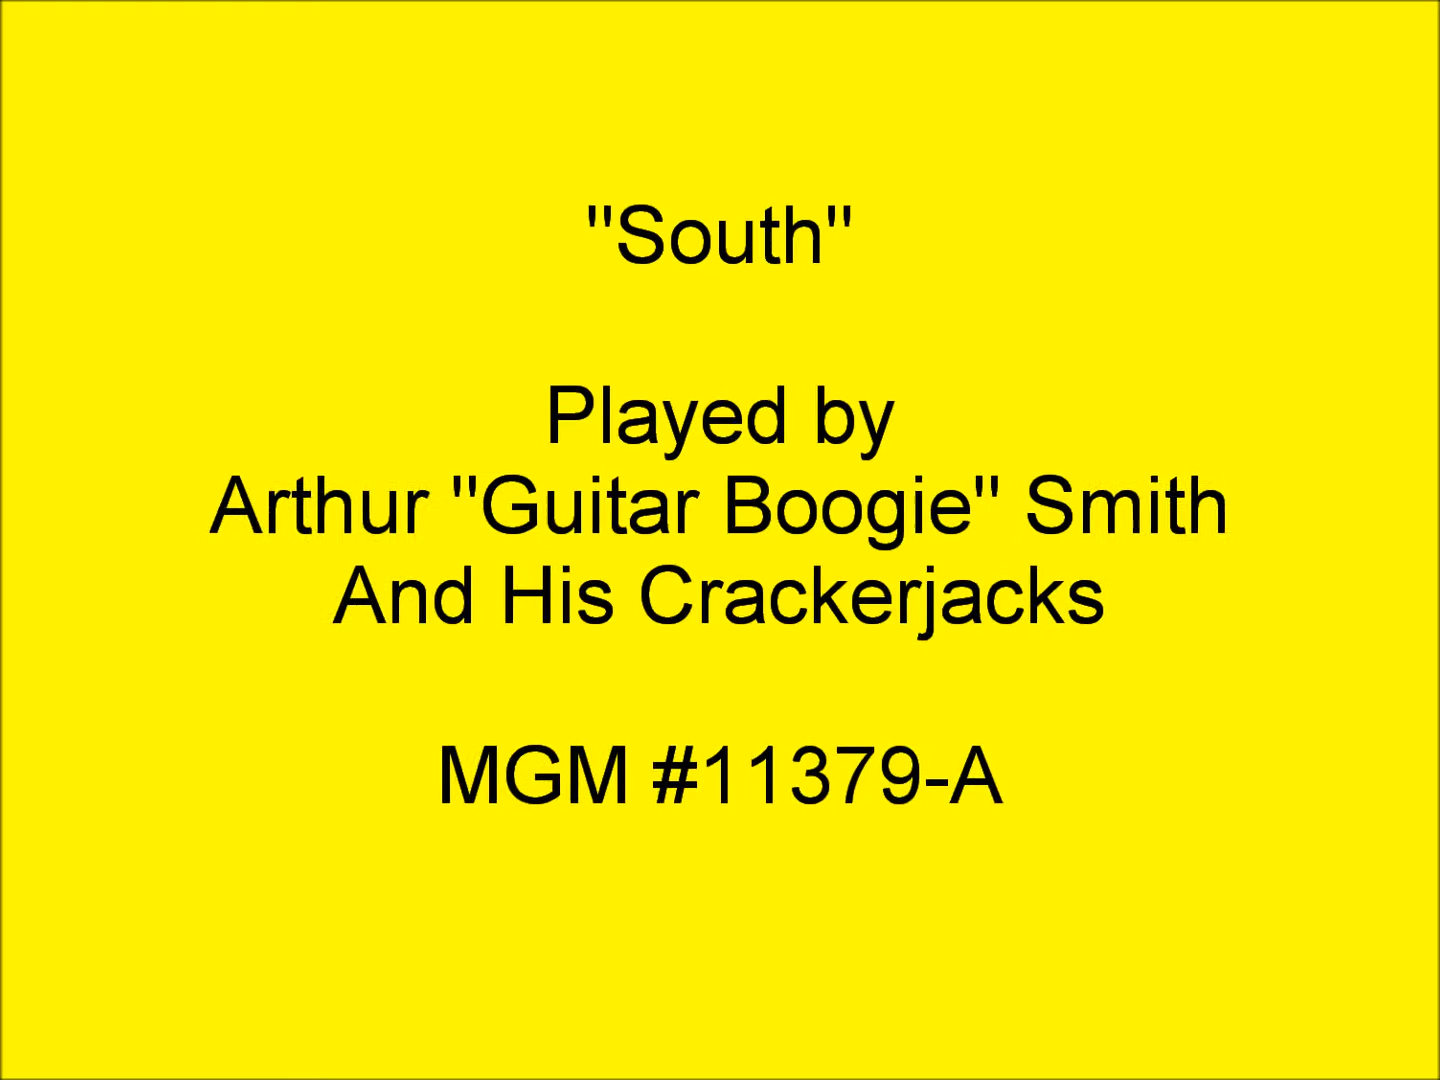 "South"
Played by
Arthur "Guitar Boogie" Smith
And His Crackerjacks
MGM #11379-A